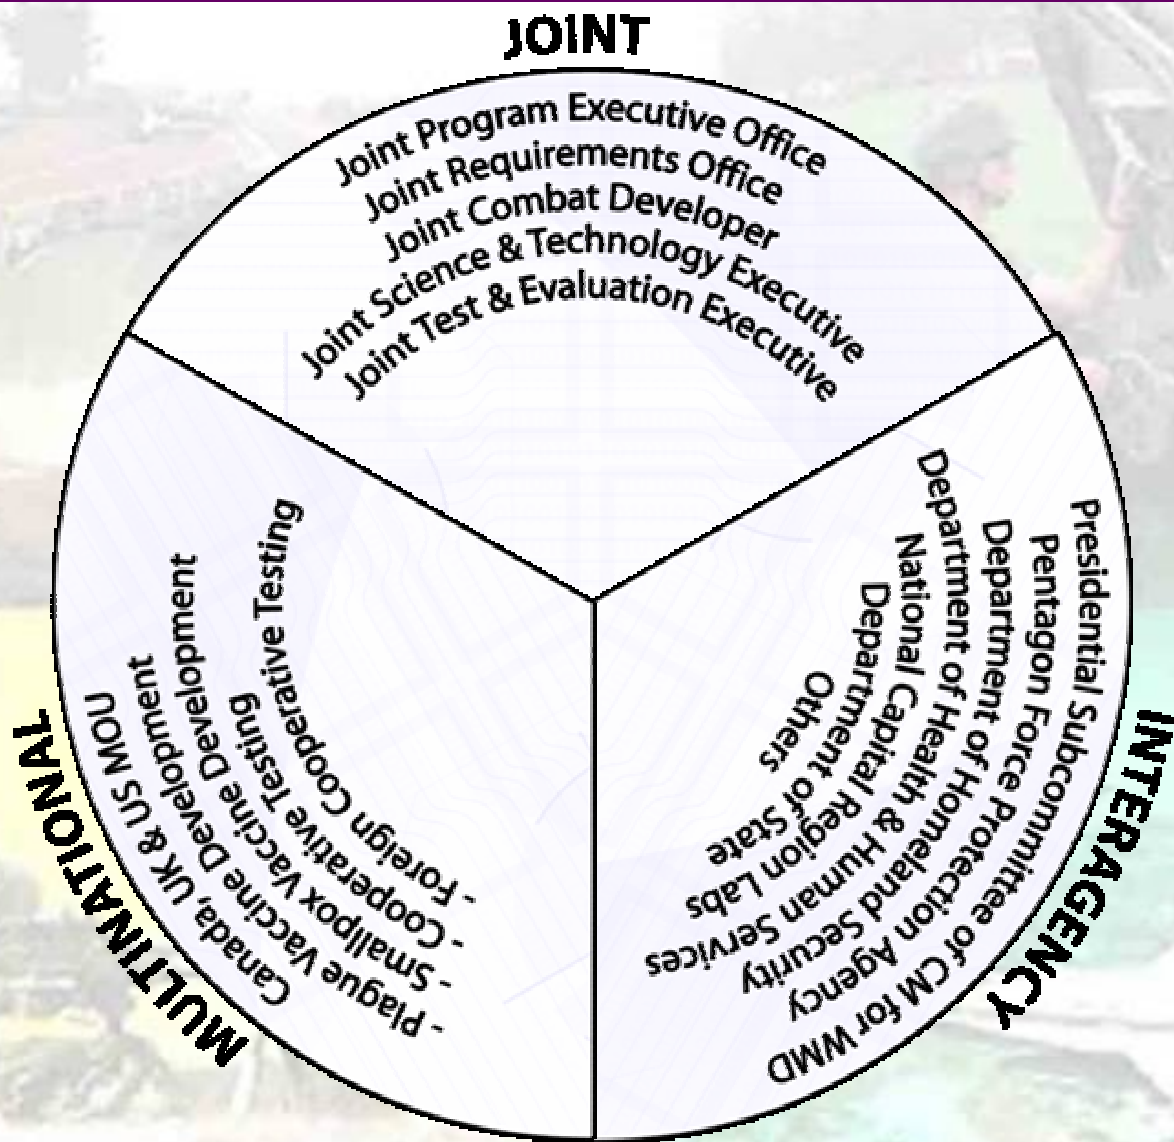 JOINT
Joint Program Executive Office
Joint Requirements Office
Joint Combat Developer
Joint Science & Technology Executive
Joint Test & Evaluation Executive
INTERAGENCY
Presidential Subcommittee of CM for WMD
Pentagon Force Protection Agency
Department of Homeland Security
Department of Health & Human Services
National Capital Region Labs
Department of State
Others
MULTINATIONAL
Canada, UK & US MOU
- Plague Vaccine Development
- Smallpox Vaccine Development
- Cooperative Testing
- Foreign Cooperative Testing